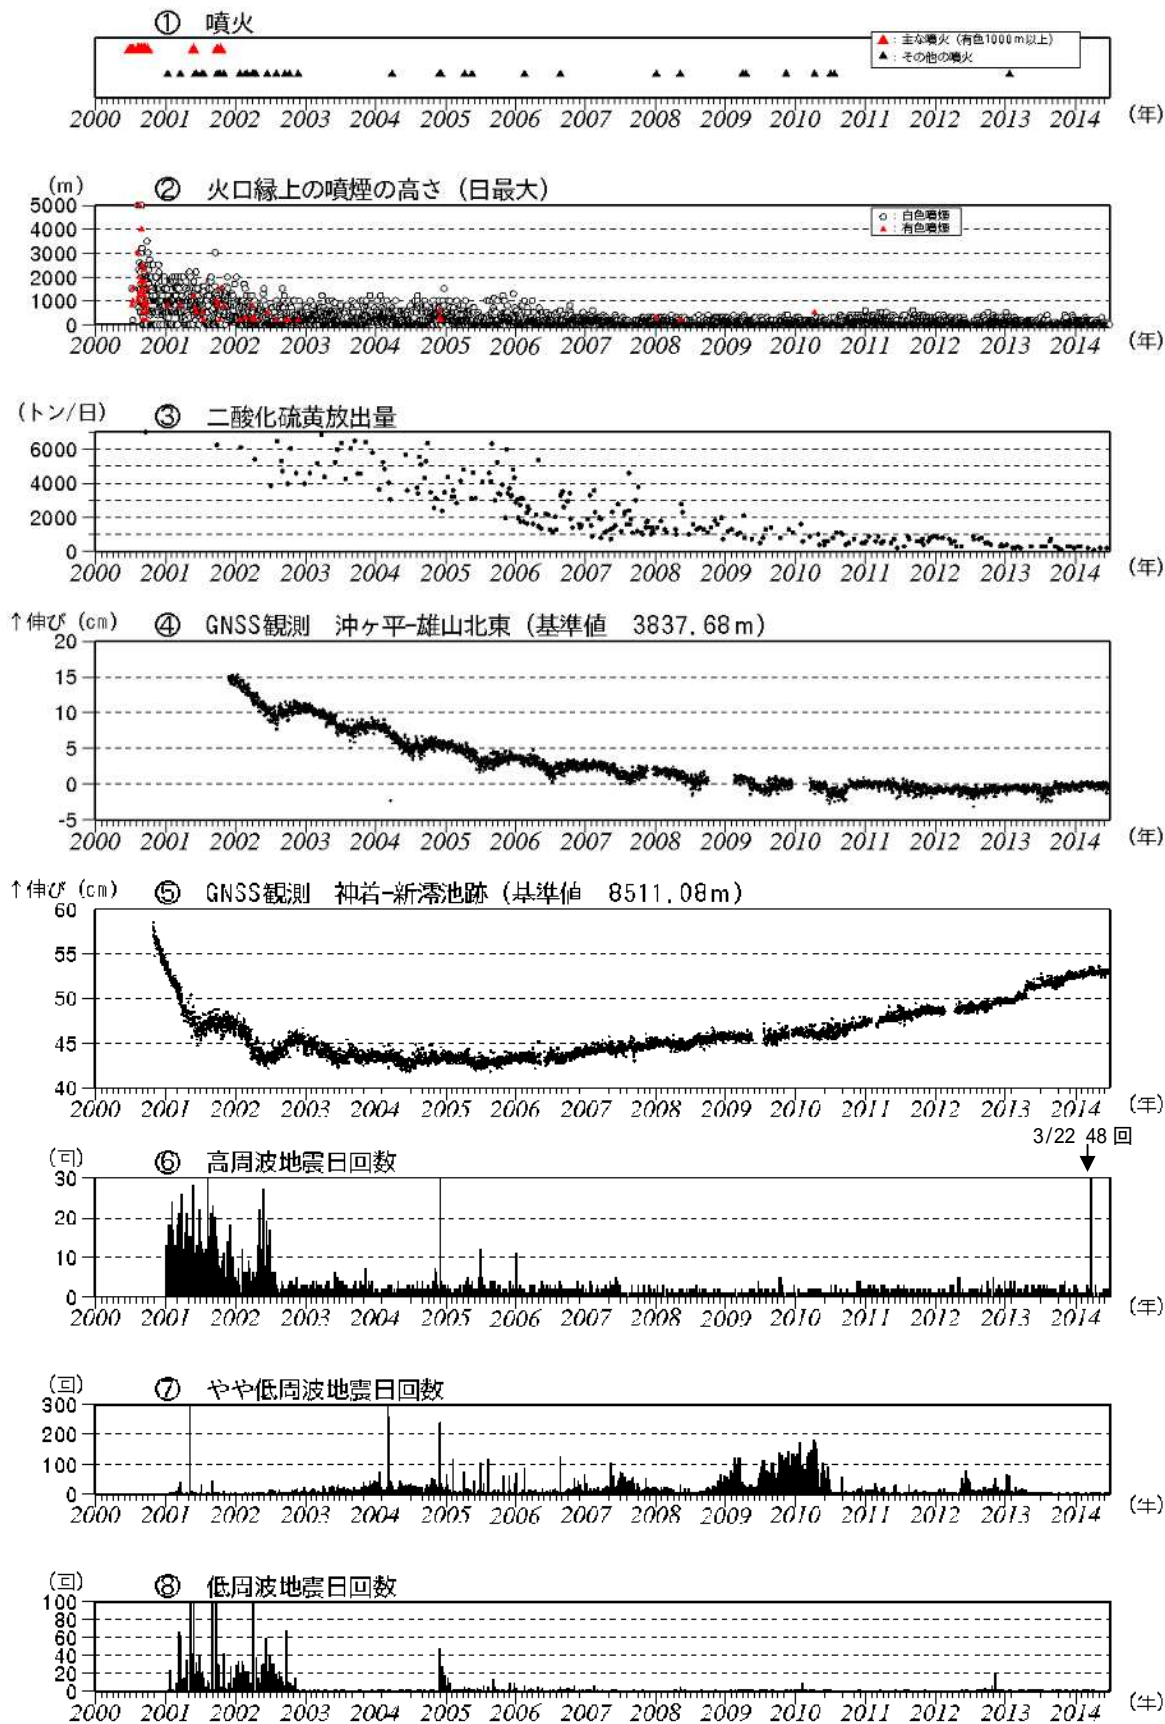 ① 噴火
▲：主な噴火（有色1000m以上）
▲：その他の噴火
2000 2001 2002 2003 2004 2005 2006 2007 2008 2009 2010 2011 2012 2013 2014 (年)
(m) ② 火口縁上の噴煙の高さ（日最大）
○：白色噴煙
▲：有色噴煙
5000
4000
3000
2000
1000
0
2000 2001 2002 2003 2004 2005 2006 2007 2008 2009 2010 2011 2012 2013 2014 (年)
(トン/日) ③ 二酸化硫黄放出量
6000
4000
2000
0
2000 2001 2002 2003 2004 2005 2006 2007 2008 2009 2010 2011 2012 2013 2014 (年)
↑伸び (cm) ④ GNSS観測 沖ヶ平-雄山北東（基準値 3837.68m）
20
15
10
5
0
-5
2000 2001 2002 2003 2004 2005 2006 2007 2008 2009 2010 2011 2012 2013 2014 (年)
↑伸び (cm) ⑤ GNSS観測 神着-新澪池跡（基準値 8511.08m）
60
55
50
45
40
2000 2001 2002 2003 2004 2005 2006 2007 2008 2009 2010 2011 2012 2013 2014 (年)
3/22 48 回
(回) ⑥ 高周波地震日回数
30
20
10
0
2000 2001 2002 2003 2004 2005 2006 2007 2008 2009 2010 2011 2012 2013 2014 (年)
(回) ⑦ やや低周波地震日回数
300
200
100
0
2000 2001 2002 2003 2004 2005 2006 2007 2008 2009 2010 2011 2012 2013 2014 (年)
(回) ⑧ 低周波地震日回数
100
80
60
40
20
0
2000 2001 2002 2003 2004 2005 2006 2007 2008 2009 2010 2011 2012 2013 2014 (年)